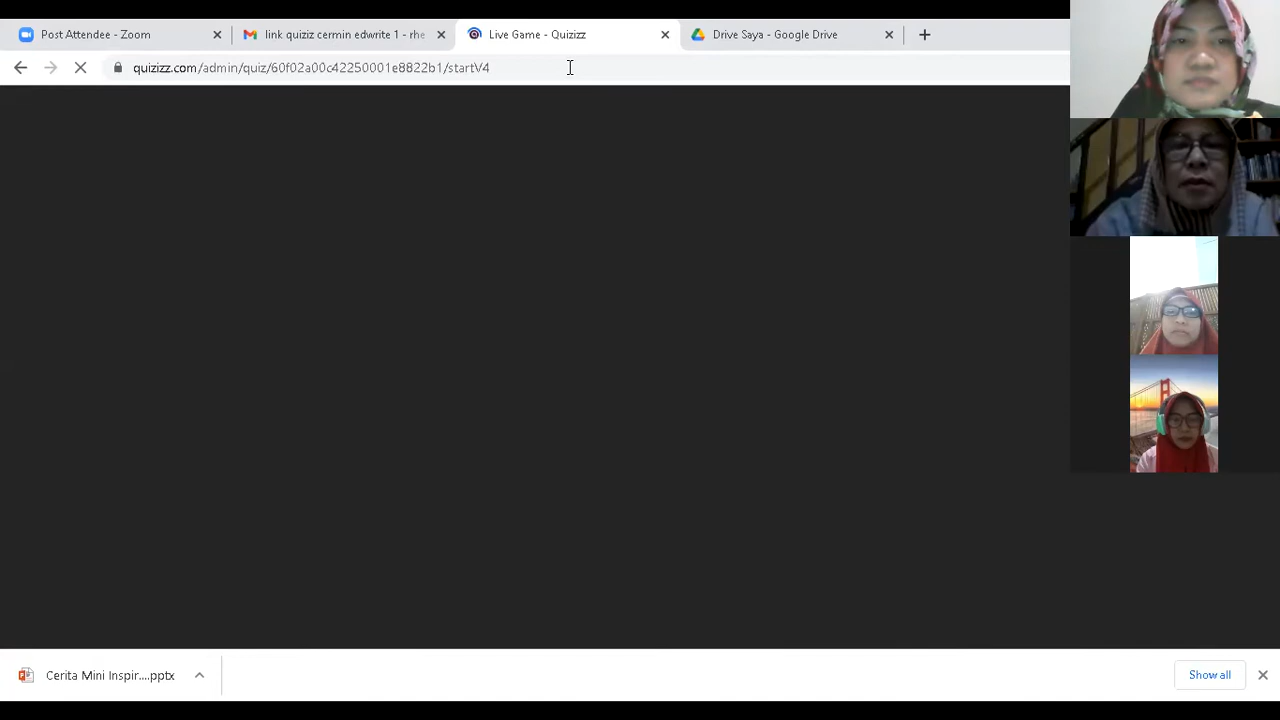 Post Attendee - Zoom
link quiziz cermin edwrite 1 - rhe
Live Game - Quizizz
Drive Saya - Google Drive
quizizz.com/admin/quiz/60f02a00c42250001e8822b1/startV4
Cerita Mini Inspir....pptx
Show all